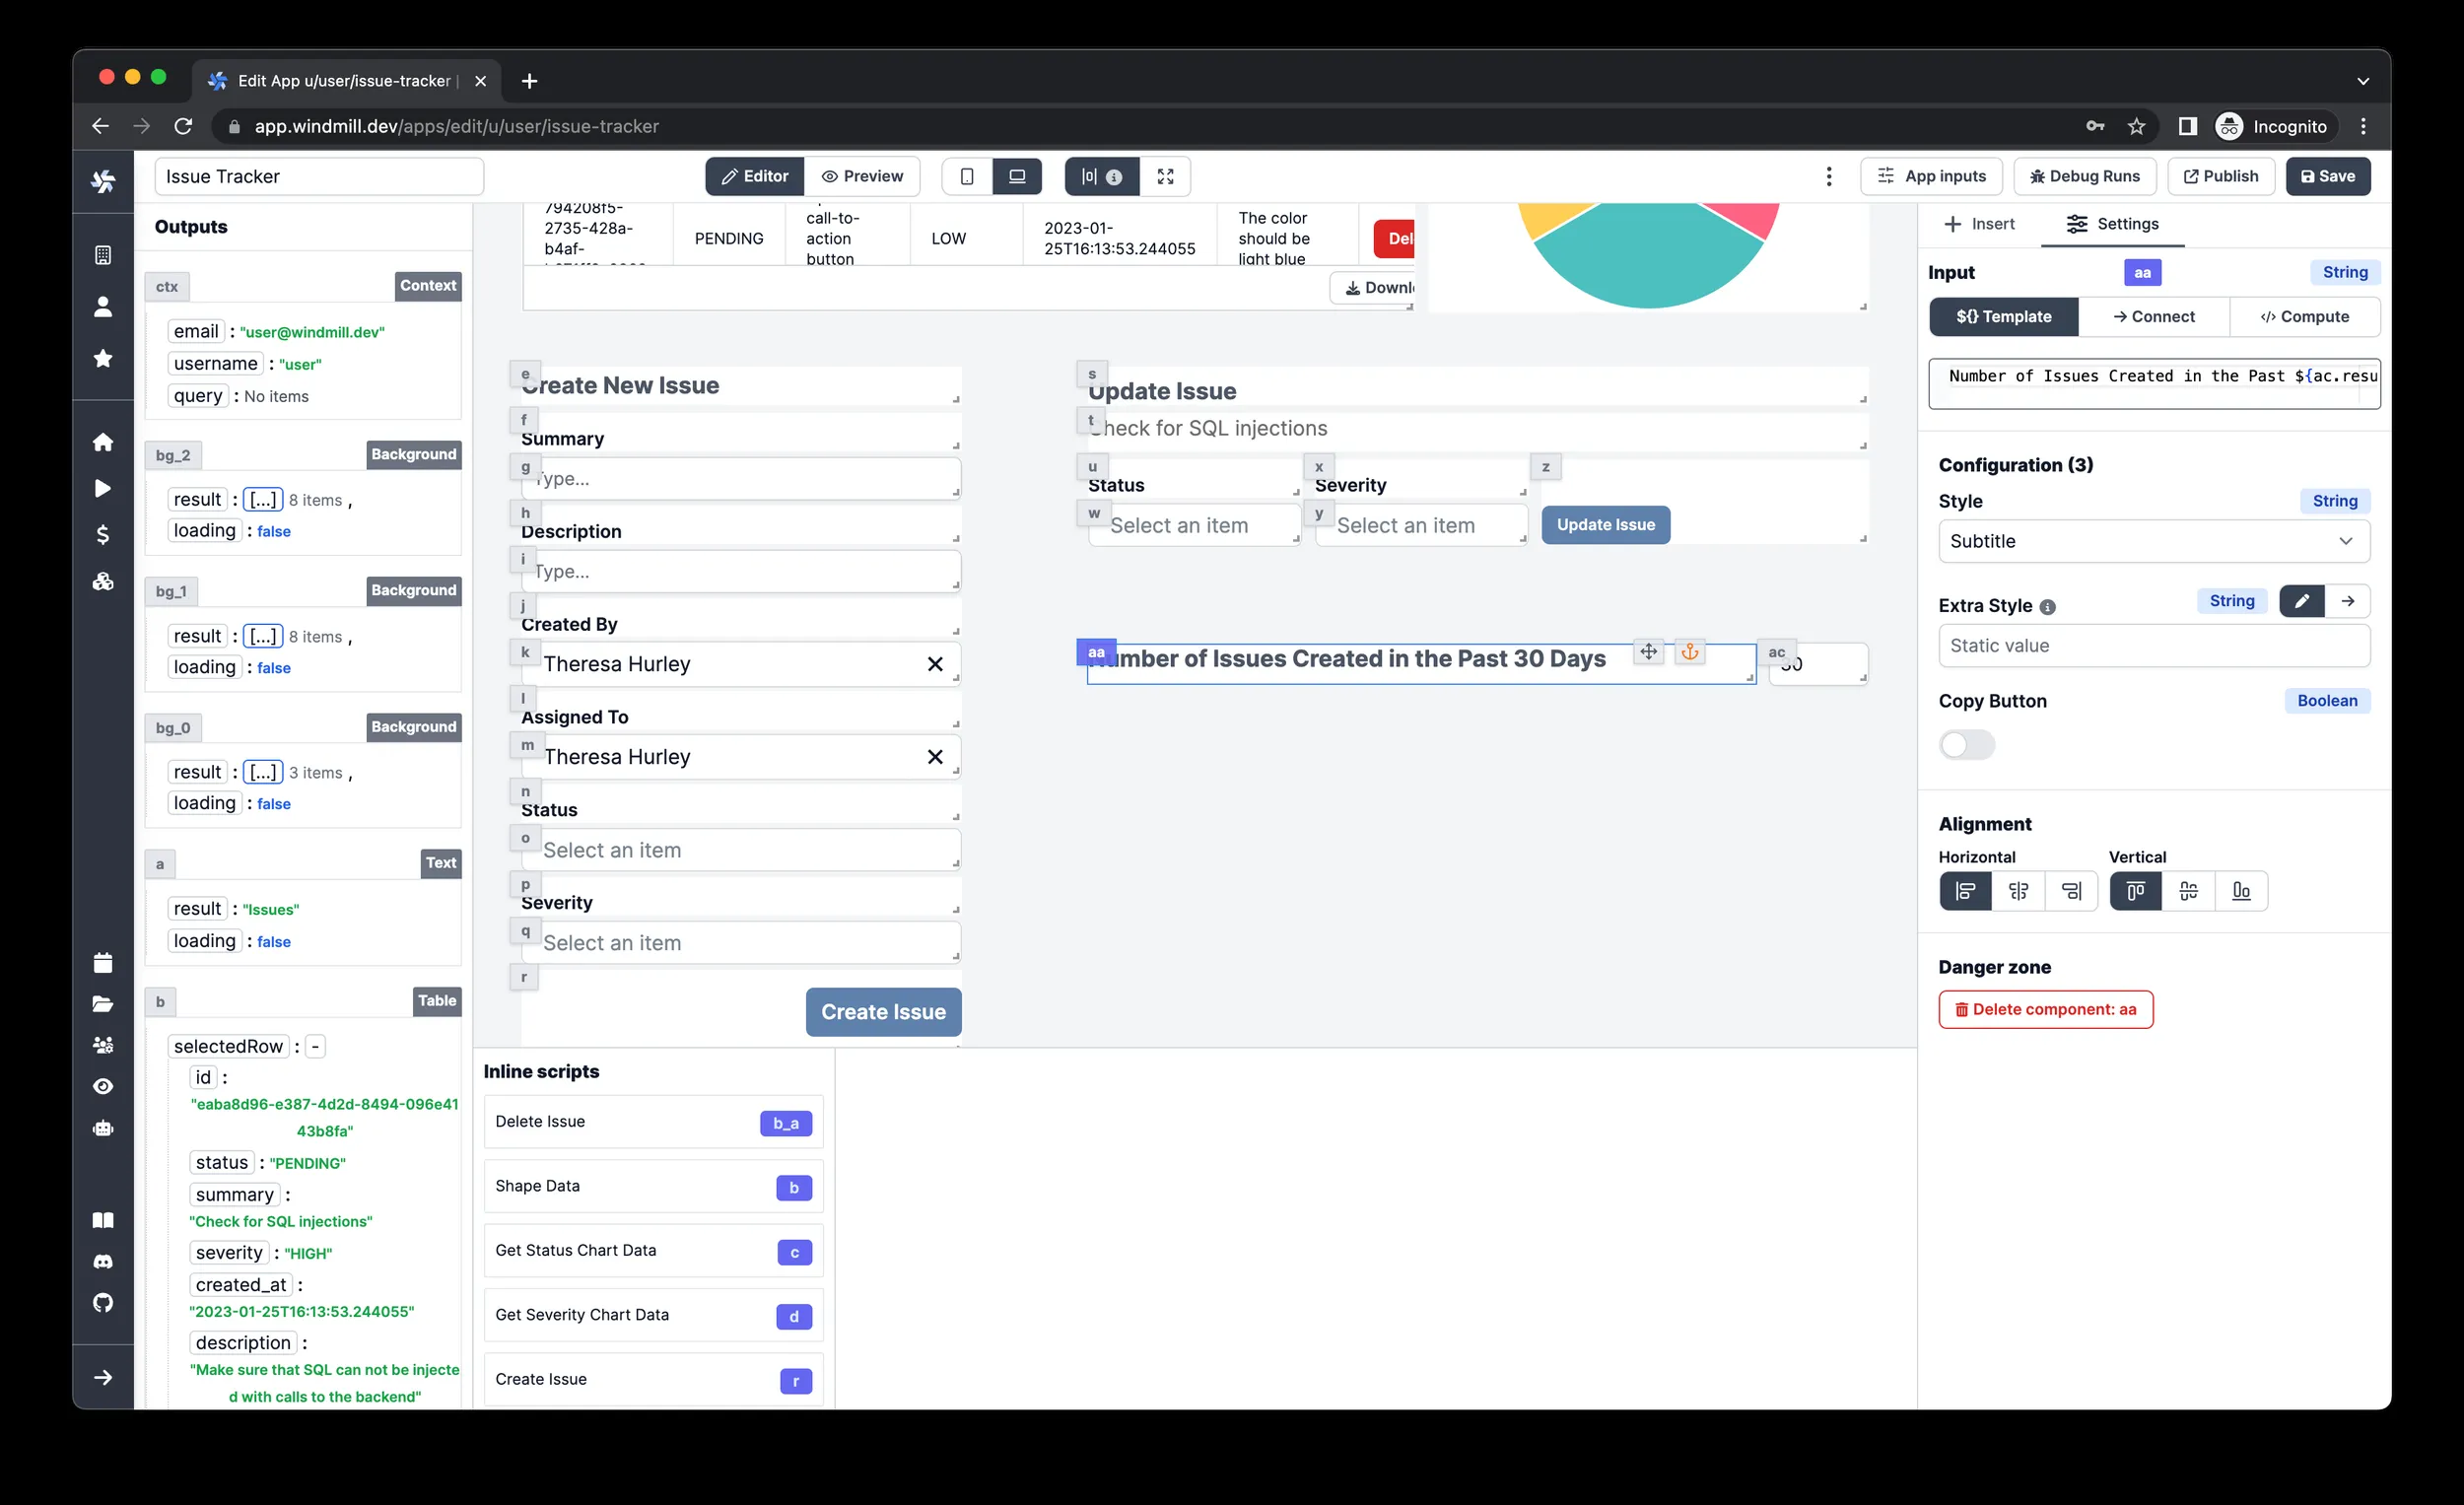 Edit App u/user/issue-tracker |
app.windmill.dev/apps/edit/u/user/issue-tracker
Incognito
Issue Tracker
Editor
Preview
App inputs
Debug Runs
Publish
Save
Outputs
ctx
Context
email : "user@windmill.dev"
username : "user"
query : No items
bg_2
Background
result : [...] 8 items ,
loading : false
bg_1
Background
result : [...] 8 items ,
loading : false
bg_0
Background
result : [...] 3 items ,
loading : false
a
Text
result : "Issues"
loading : false
b
Table
selectedRow : -
id :
"eaba8d96-e387-4d2d-8494-096e41
43b8fa"
status : "PENDING"
summary :
"Check for SQL injections"
severity : "HIGH"
created_at :
"2023-01-25T16:13:53.244055"
description :
"Make sure that SQL can not be injecte
d with calls to the backend"
794208f5-
2735-428a-
b4af-
PENDING
call-to-
action
button
LOW
2023-01-
25T16:13:53.244055
The color
should be
light blue
Del
Downl
e
Create New Issue
f
Summary
g
Type...
h
Description
i
Type...
j
Created By
k
Theresa Hurley
l
Assigned To
m
Theresa Hurley
n
Status
o
Select an item
p
Severity
q
Select an item
r
Create Issue
s
Update Issue
t
Check for SQL injections
u
Status
x
Severity
z
w
Select an item
y
Select an item
Update Issue
aa
Number of Issues Created in the Past 30 Days
ac
30
Inline scripts
Delete Issue
b_a
Shape Data
b
Get Status Chart Data
c
Get Severity Chart Data
d
Create Issue
r
Insert
Settings
Input
aa
String
${} Template
Connect
Compute
Number of Issues Created in the Past ${ac.resu
Configuration (3)
Style
String
Subtitle
Extra Style
String
Static value
Copy Button
Boolean
Alignment
Horizontal
Vertical
Danger zone
Delete component: aa